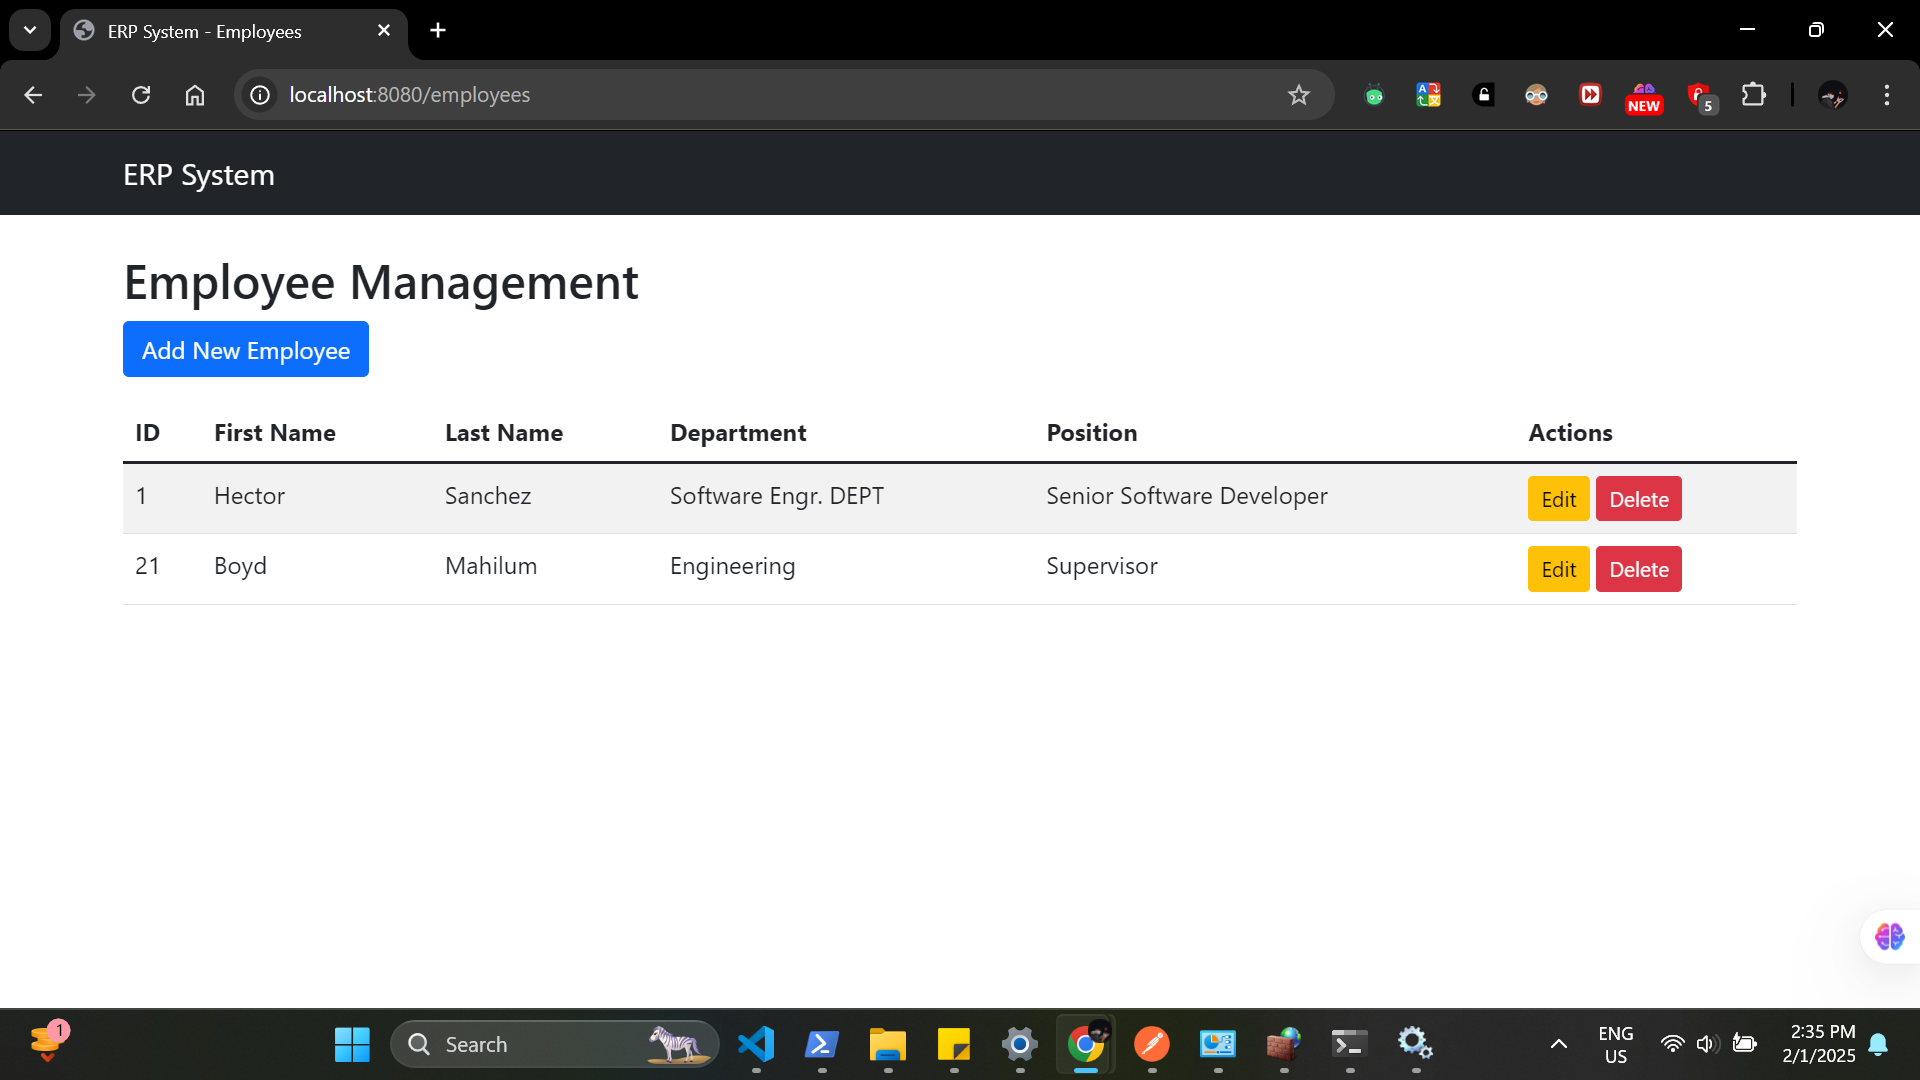 ERP System - Employees
localhost:8080/employees
NEW
5
ERP System
Employee Management
Add New Employee
ID First Name Last Name Department Position Actions
1 Hector Sanchez Software Engr. DEPT Senior Software Developer Edit Delete
21 Boyd Mahilum Engineering Supervisor Edit Delete
1
Search
ENG
US
2:35 PM
2/1/2025